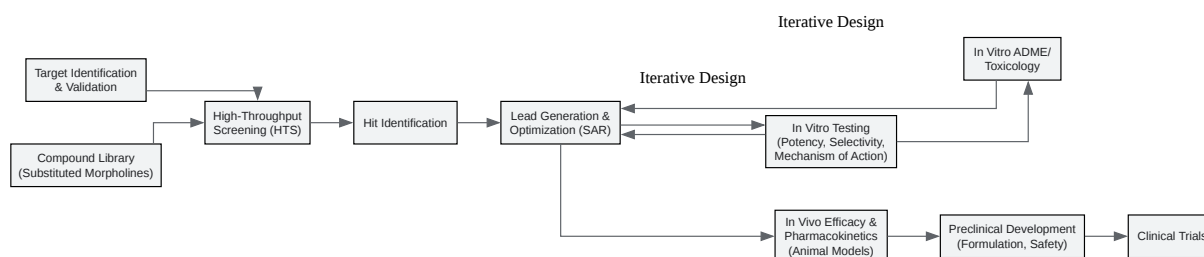 Iterative Design
Iterative Design
Target Identification
& Validation
Compound Library
(Substituted Morpholines)
High-Throughput
Screening (HTS)
Hit Identification
Lead Generation &
Optimization (SAR)
In Vitro Testing
(Potency, Selectivity,
Mechanism of Action)
In Vitro ADME/
Toxicology
In Vivo Efficacy &
Pharmacokinetics
(Animal Models)
Preclinical Development
(Formulation, Safety)
Clinical Trials